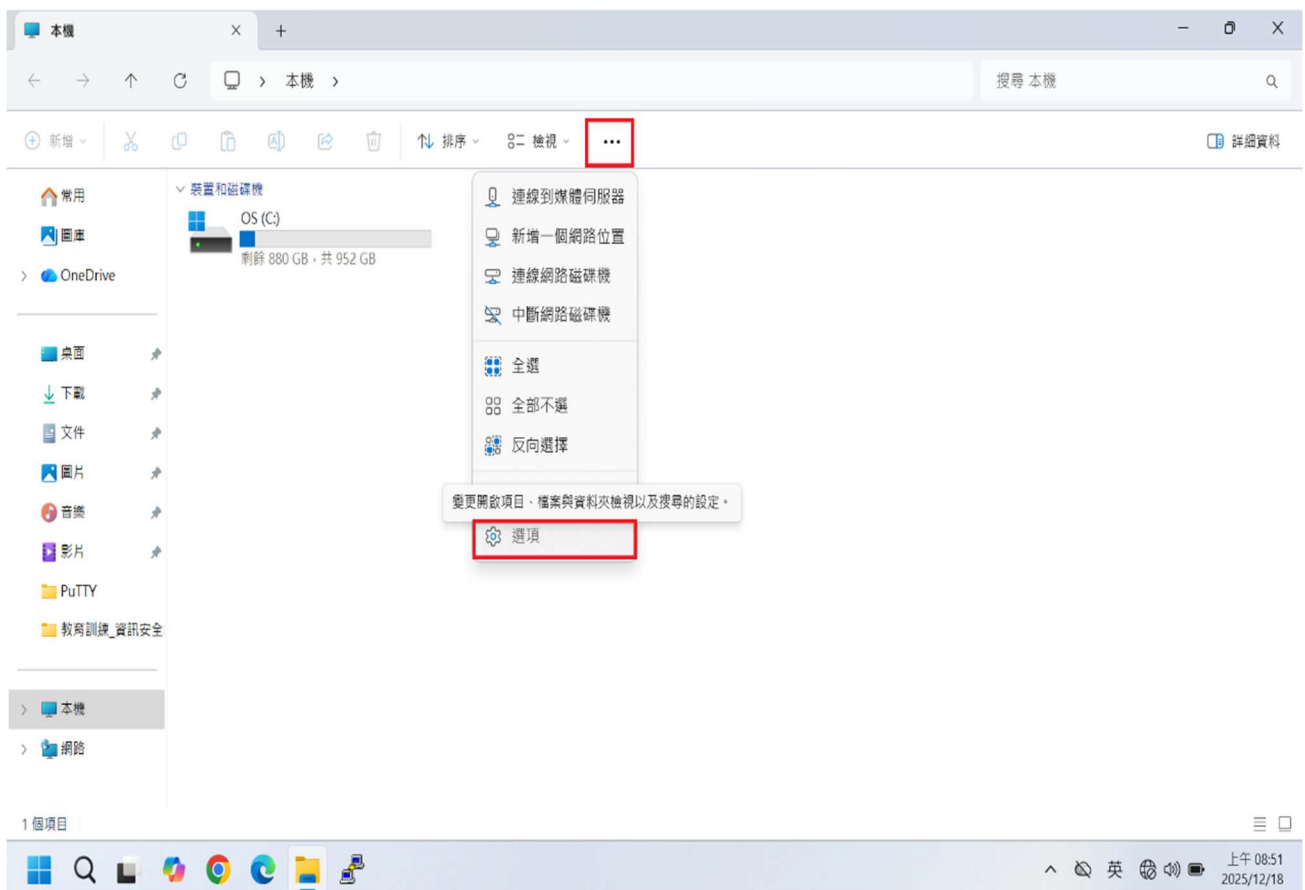 本機
本機
搜尋 本機
新增
排序
檢視
詳細資料
常用
圖庫
OneDrive
桌面
下載
文件
圖片
音樂
影片
PuTTY
教育訓練_資訊安全
本機
網路
裝置和磁碟機
OS (C:)
剩餘 880 GB，共 952 GB
連線到媒體伺服器
新增一個網路位置
連線網路磁碟機
中斷網路磁碟機
全選
全部不選
反向選擇
變更開啟項目、檔案與資料夾檢視以及搜尋的設定。
選項
1 個項目
英
上午 08:51
2025/12/18